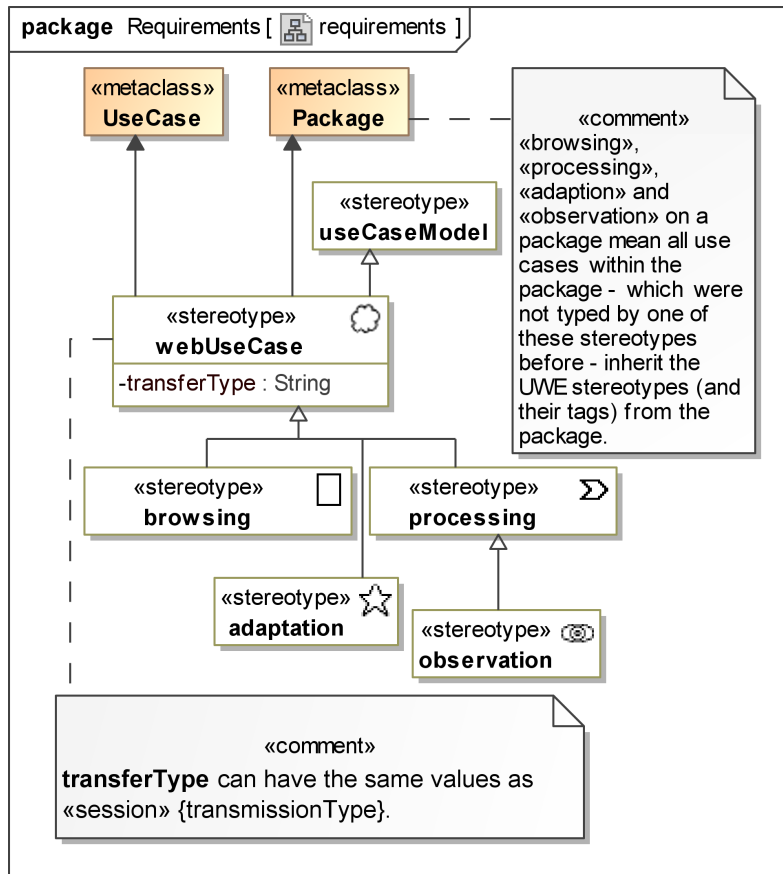 package Requirements [ requirements ]
«metaclass»
UseCase
«metaclass»
Package
«comment»
«browsing»,
«processing»,
«adaption» and
«observation» on a
package mean all use
cases within the
package - which were
not typed by one of
these stereotypes
before - inherit the
UWE stereotypes (and
their tags) from the
package.
«stereotype»
useCaseModel
«stereotype»
webUseCase
-transferType : String
«stereotype»
browsing
«stereotype»
processing
«stereotype»
adaptation
«stereotype»
observation
«comment»
transferType can have the same values as
«session» {transmissionType}.